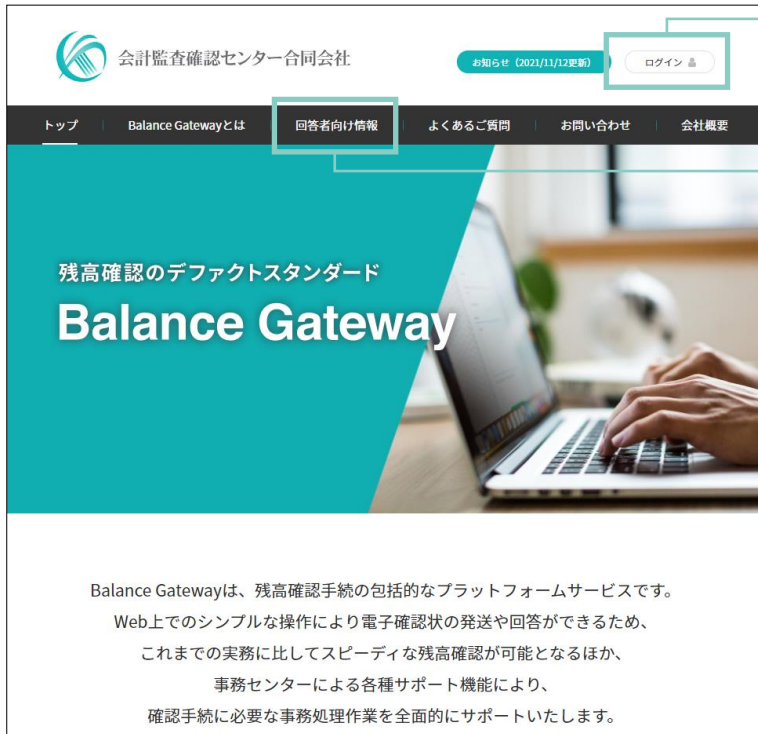 会計監査確認センター合同会社
お知らせ（2021/11/12更新）
ログイン
トップ
Balance Gatewayとは
回答者向け情報
よくあるご質問
お問い合わせ
会社概要
残高確認のデファクトスタンダード
Balance Gateway
Balance Gatewayは、残高確認手続の包括的なプラットフォームサービスです。
Web上でのシンプルな操作により電子確認状の発送や回答ができるため、
これまでの実務に比してスピーディな残高確認が可能となるほか、
事務センターによる各種サポート機能により、
確認手続に必要な事務処理作業を全面的にサポートいたします。